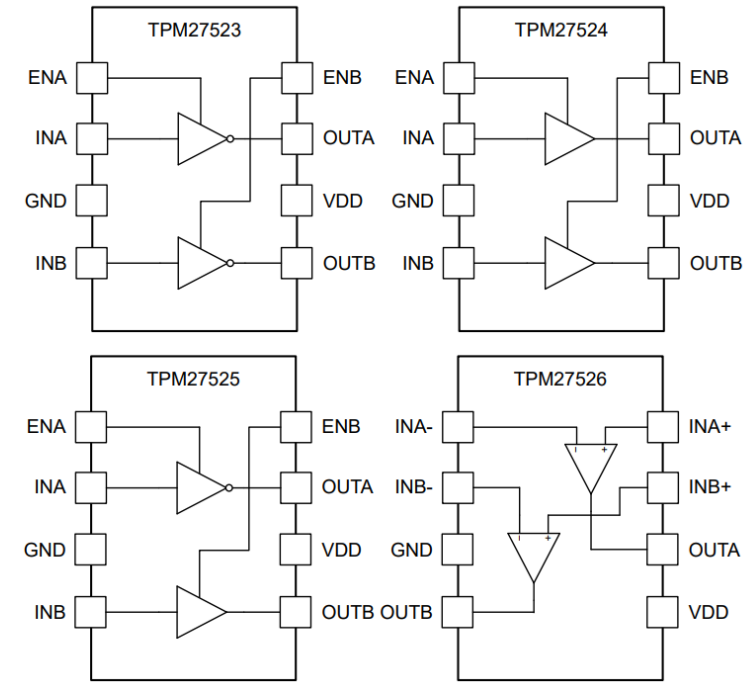 TPM27523
ENA
ENB
INA
OUTA
GND
VDD
INB
OUTB
TPM27524
ENA
ENB
INA
OUTA
GND
VDD
INB
OUTB
TPM27525
ENA
ENB
INA
OUTA
GND
VDD
INB
OUTB
TPM27526
INA-
INA+
INB-
INB+
GND
OUTA
OUTB
VDD
- +
- +